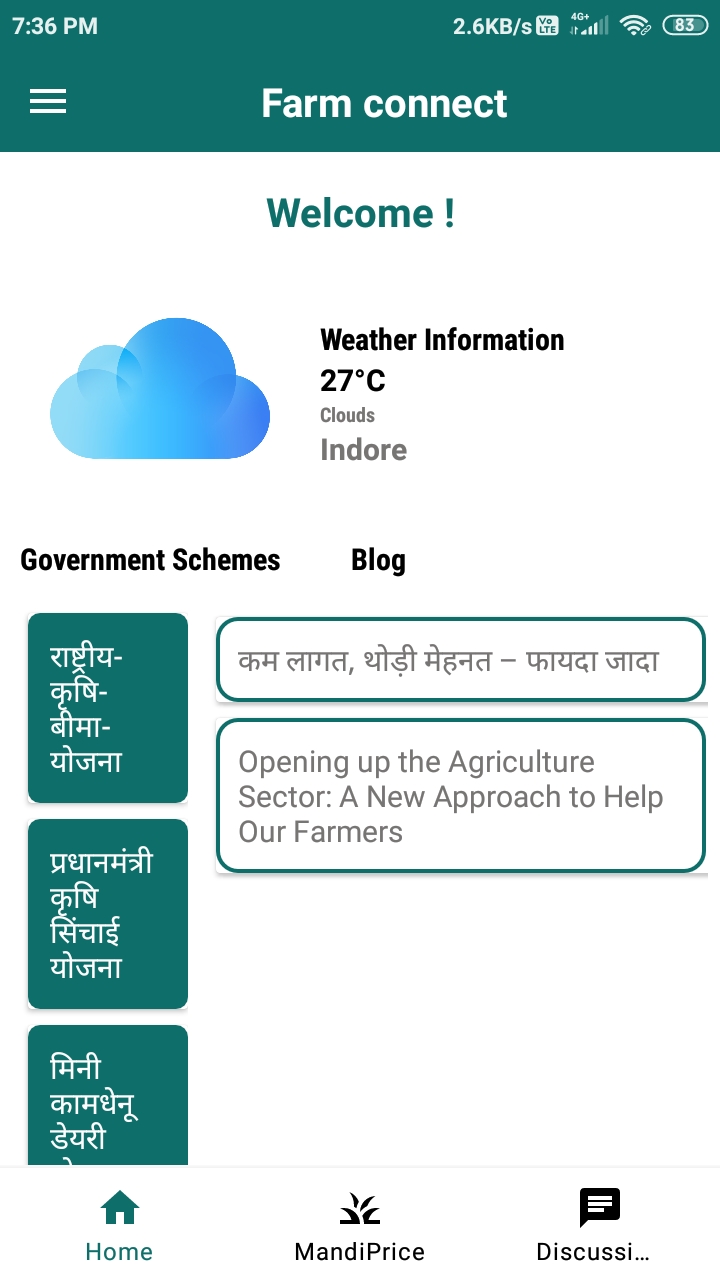 7:36 PM
2.6KB/s Vo LTE 4G+ 83
Farm connect
Welcome !
Weather Information
27°C
Clouds
Indore
Government Schemes
Blog
राष्ट्रीय-
कृषि-
बीमा-
योजना
प्रधानमंत्री
कृषि
सिंचाई
योजना
मिनी
कामधेनू
डेयरी
कम लागत, थोड़ी मेहनत – फायदा जादा
Opening up the Agriculture
Sector: A New Approach to Help
Our Farmers
Home
MandiPrice
Discussi...